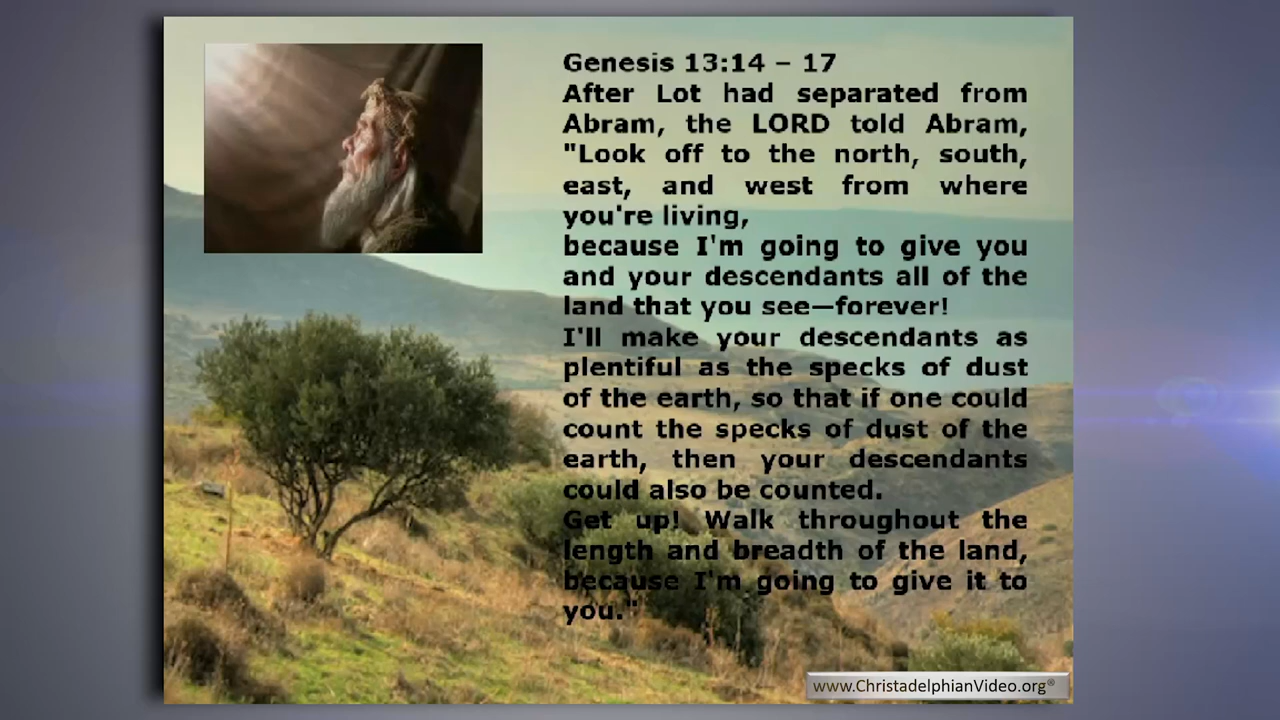 Genesis 13:14 – 17
After Lot had separated from
Abram, the LORD told Abram,
"Look off to the north, south,
east, and west from where
you're living,
because I'm going to give you
and your descendants all of the
land that you see—forever!
I'll make your descendants as
plentiful as the specks of dust
of the earth, so that if one could
count the specks of dust of the
earth, then your descendants
could also be counted.
Get up! Walk throughout the
length and breadth of the land,
because I'm going to give it to
you."
www.ChristadelphianVideo.org®